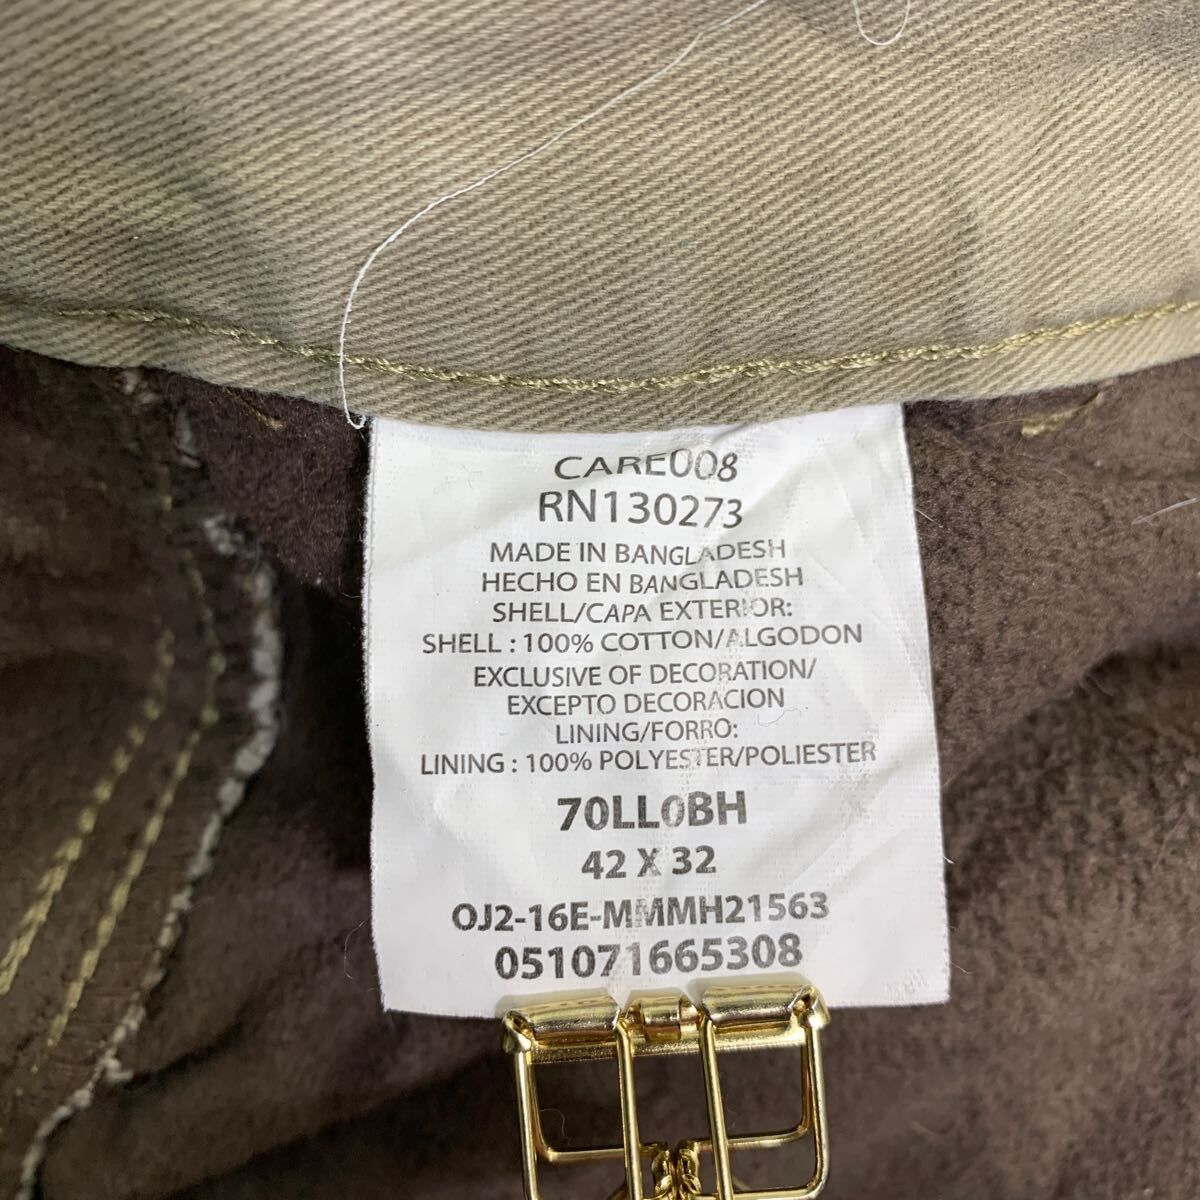 CARE008
RN130273
MADE IN BANGLADESH
HECHO EN BANGLADESH
SHELL/CAPA EXTERIOR:
SHELL : 100% COTTON/ALGODON
EXCLUSIVE OF DECORATION/
EXCEPTO DECORACION
LINING/FORRO:
LINING : 100% POLYESTER/POLIESTER
70LL0BH
42 X 32
OJ2-16E-MMMH21563
051071665308